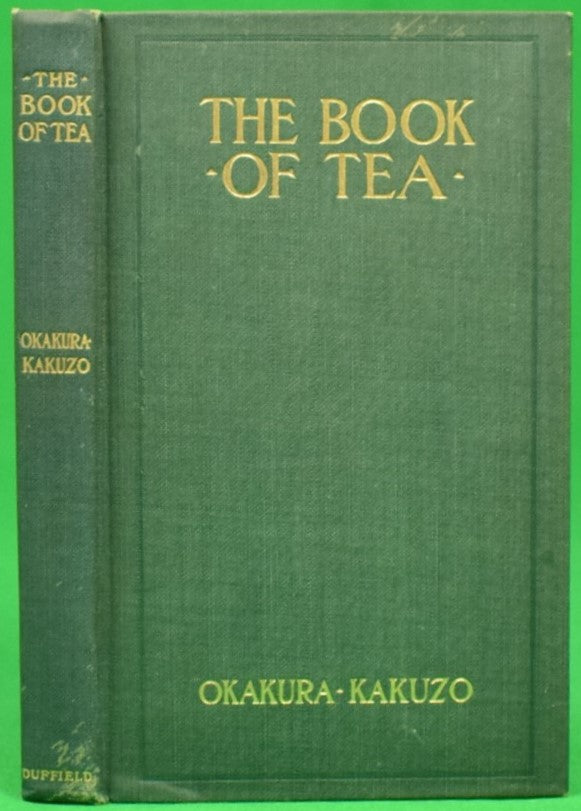 -THE-
BOOK
OF TEA
OKAKURA-
KAKUZO
DUFFIELD
THE BOOK
-OF TEA-
OKAKURA-KAKUZO